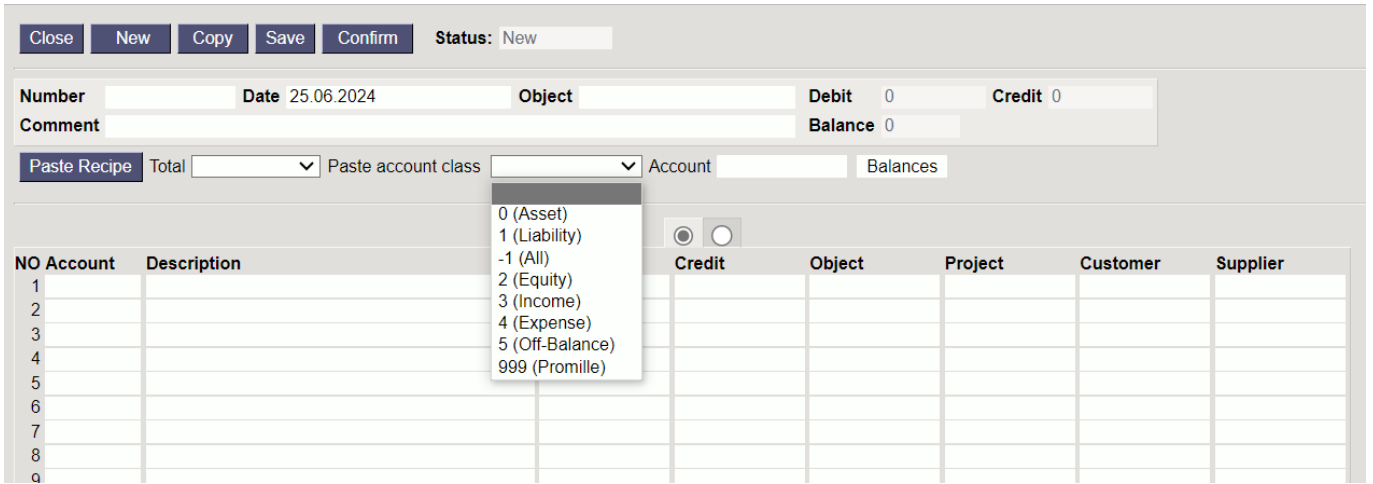 Close New Copy Save Confirm Status: New
Number Date 25.06.2024 Object Debit 0 Credit 0
Comment Balance 0
Paste Recipe Total Paste account class Account Balances
0 (Asset)
1 (Liability)
-1 (All)
2 (Equity)
3 (Income)
4 (Expense)
5 (Off-Balance)
999 (Promille)
NO Account Description Credit Object Project Customer Supplier
1
2
3
4
5
6
7
8
9